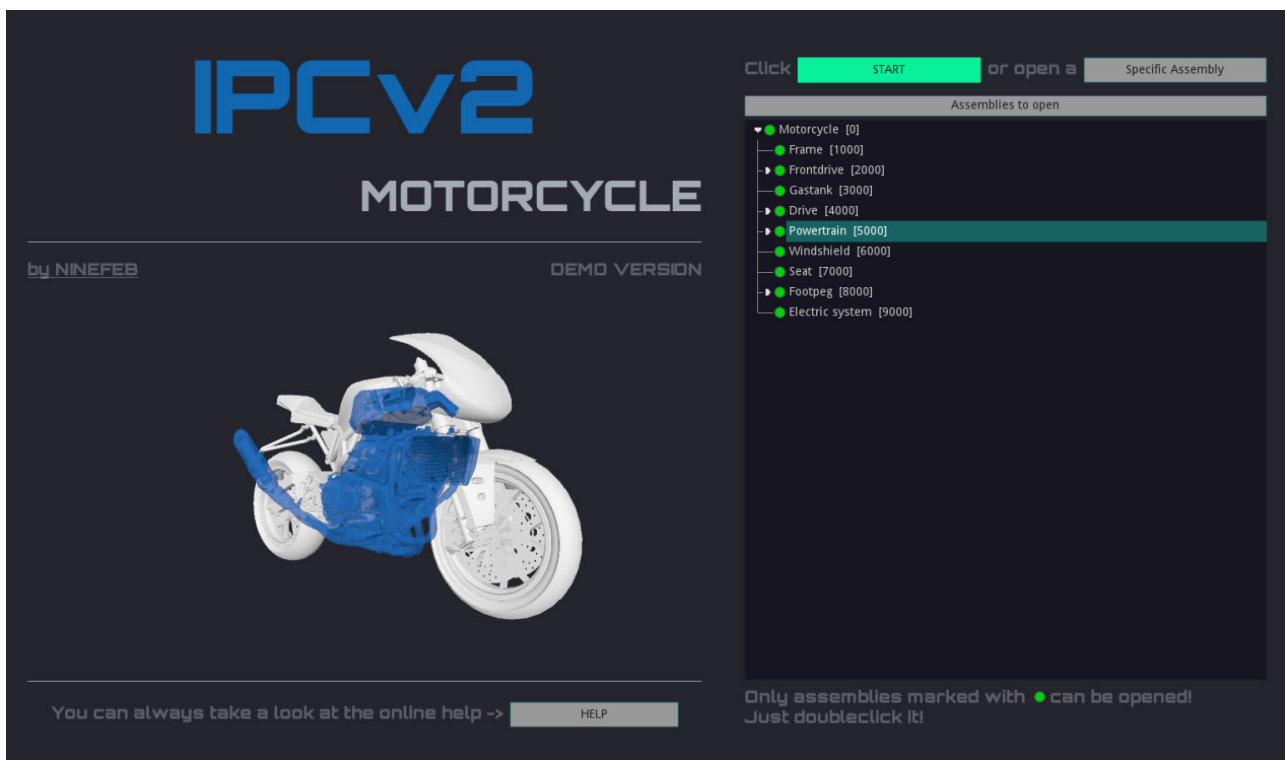 IPCv2
MOTORCYCLE
by NINEFEB
DEMO VERSION
You can always take a look at the online help -> HELP
Click START or open a Specific Assembly
Assemblies to open
Motorcycle [0]
Frame [1000]
Frontdrive [2000]
Gastank [3000]
Drive [4000]
Powertrain [5000]
Windshield [6000]
Seat [7000]
Footpeg [8000]
Electric system [9000]
Only assemblies marked with can be opened!
Just doubleclick it!